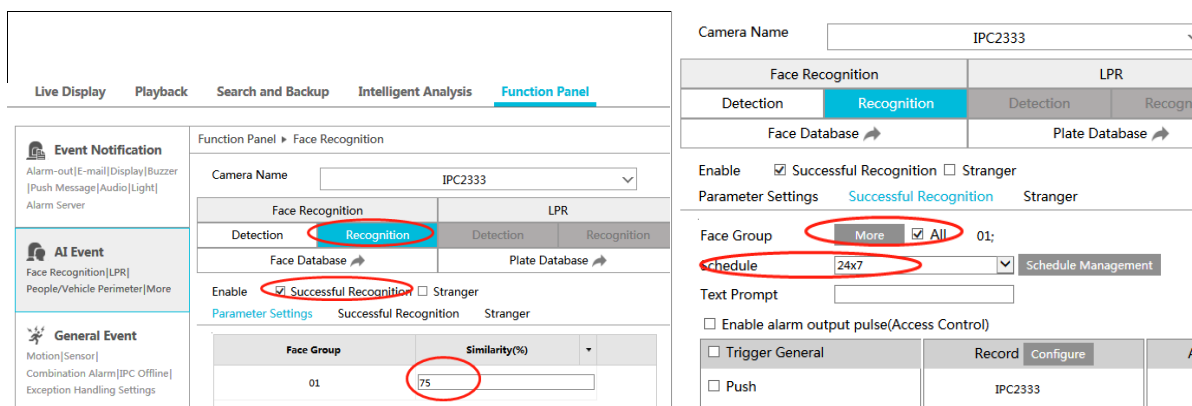 Live Display Playback Search and Backup Intelligent Analysis Function Panel
Event Notification
Alarm-out|E-mail|Display|Buzzer
|Push Message|Audio|Light|
Alarm Server
AI Event
Face Recognition|LPR|
People/Vehicle Perimeter|More
General Event
Motion|Sensor|
Combination Alarm|IPC Offline|
Exception Handling Settings
Function Panel ▸ Face Recognition
Camera Name IPC2333
Face Recognition LPR
Detection Recognition Detection Recognition
Face Database Plate Database
Enable Successful Recognition Stranger
Parameter Settings Successful Recognition Stranger
Face Group Similarity(%)
01 75
Camera Name IPC2333
Face Recognition LPR
Detection Recognition Detection Recogn
Face Database Plate Database
Enable Successful Recognition Stranger
Parameter Settings Successful Recognition Stranger
Face Group More All 01;
Schedule 24x7 Schedule Management
Text Prompt
Enable alarm output pulse(Access Control)
Trigger General Record Configure A
Push IPC2333